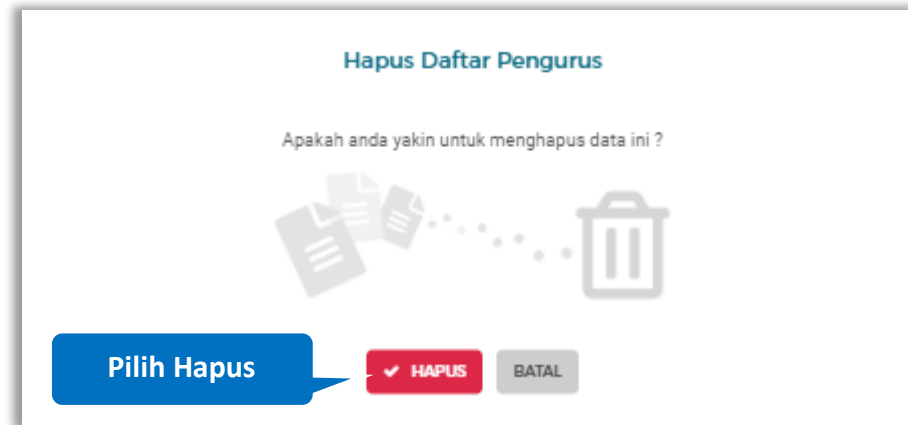 Hapus Daftar Pengurus
Apakah anda yakin untuk menghapus data ini ?
Pilih Hapus
HAPUS
BATAL